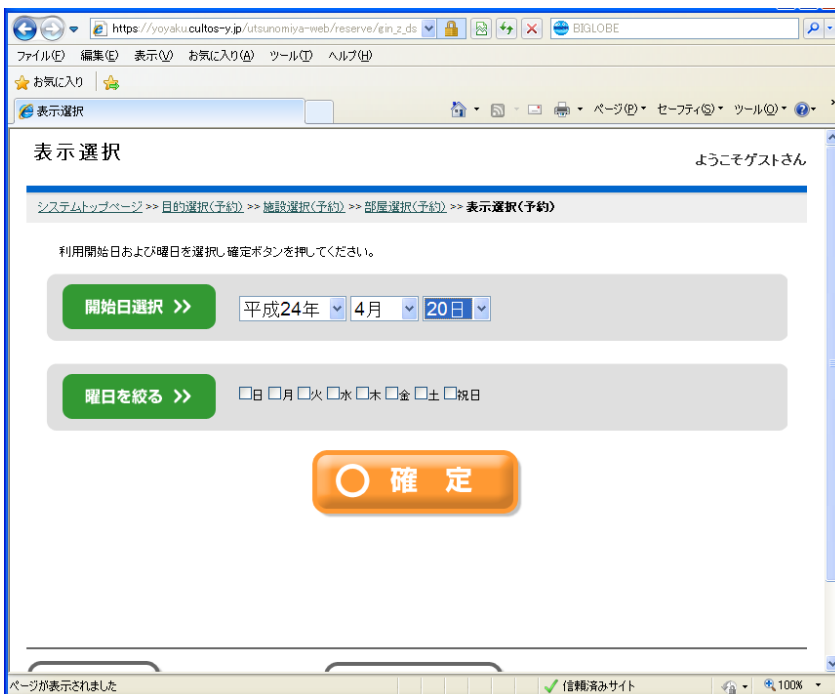 https://yoyaku.cultos-y.jp/utsunomiya-web/reserve/gin_z_ds
BIGLOBE
ファイル(F) 編集(E) 表示(V) お気に入り(A) ツール(T) ヘルプ(H)
お気に入り
表示選択
ページ(P) セーフティ(S) ツール(O)
表示選択
ようこそゲストさん
システムトップページ >> 目的選択(予約) >> 施設選択(予約) >> 部屋選択(予約) >> 表示選択(予約)
利用開始日および曜日を選択し確定ボタンを押してください。
開始日選択 >> 平成24年 4月 20日
曜日を絞る >> 日 月 火 水 木 金 土 祝日
確 定
ページが表示されました 信頼済みサイト 100%